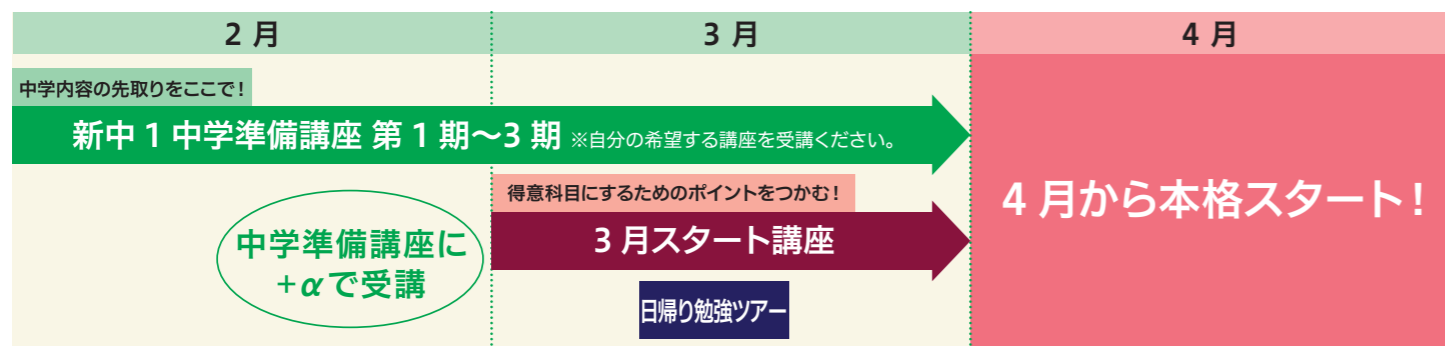 2 月
3 月
4 月
中学内容の先取りをここで！
新中 1 中学準備講座 第 1 期～3 期 ※自分の希望する講座を受講ください。
得意科目にするためのポイントをつかむ！
3 月スタート講座
中学準備講座に
+αで受講
日帰り勉強ツアー
4 月から本格スタート！